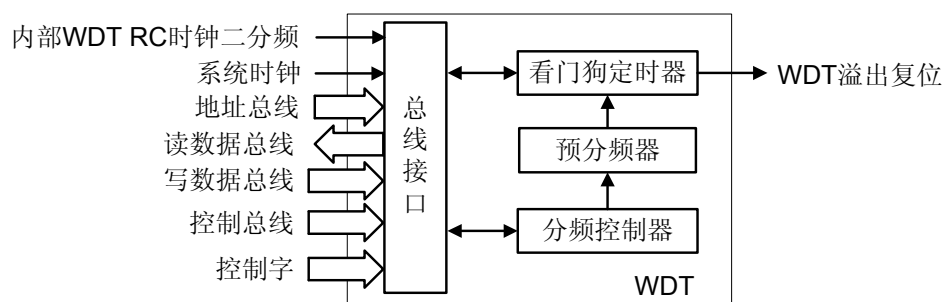 内部WDT RC时钟二分频
系统时钟
地址总线
读数据总线
写数据总线
控制总线
控制字
总线接口
看门狗定时器
预分频器
分频控制器
WDT溢出复位
WDT